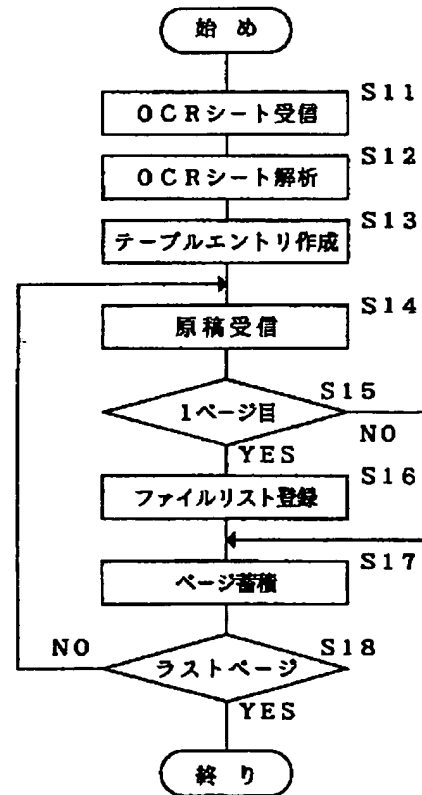 始 め
S11
OCRシート受信
S12
OCRシート解析
S13
テーブルエントリ作成
S14
原稿受信
S15
1ページ目
NO
YES
S16
ファイルリスト登録
S17
ページ蓄積
NO
S18
ラストページ
YES
終 り